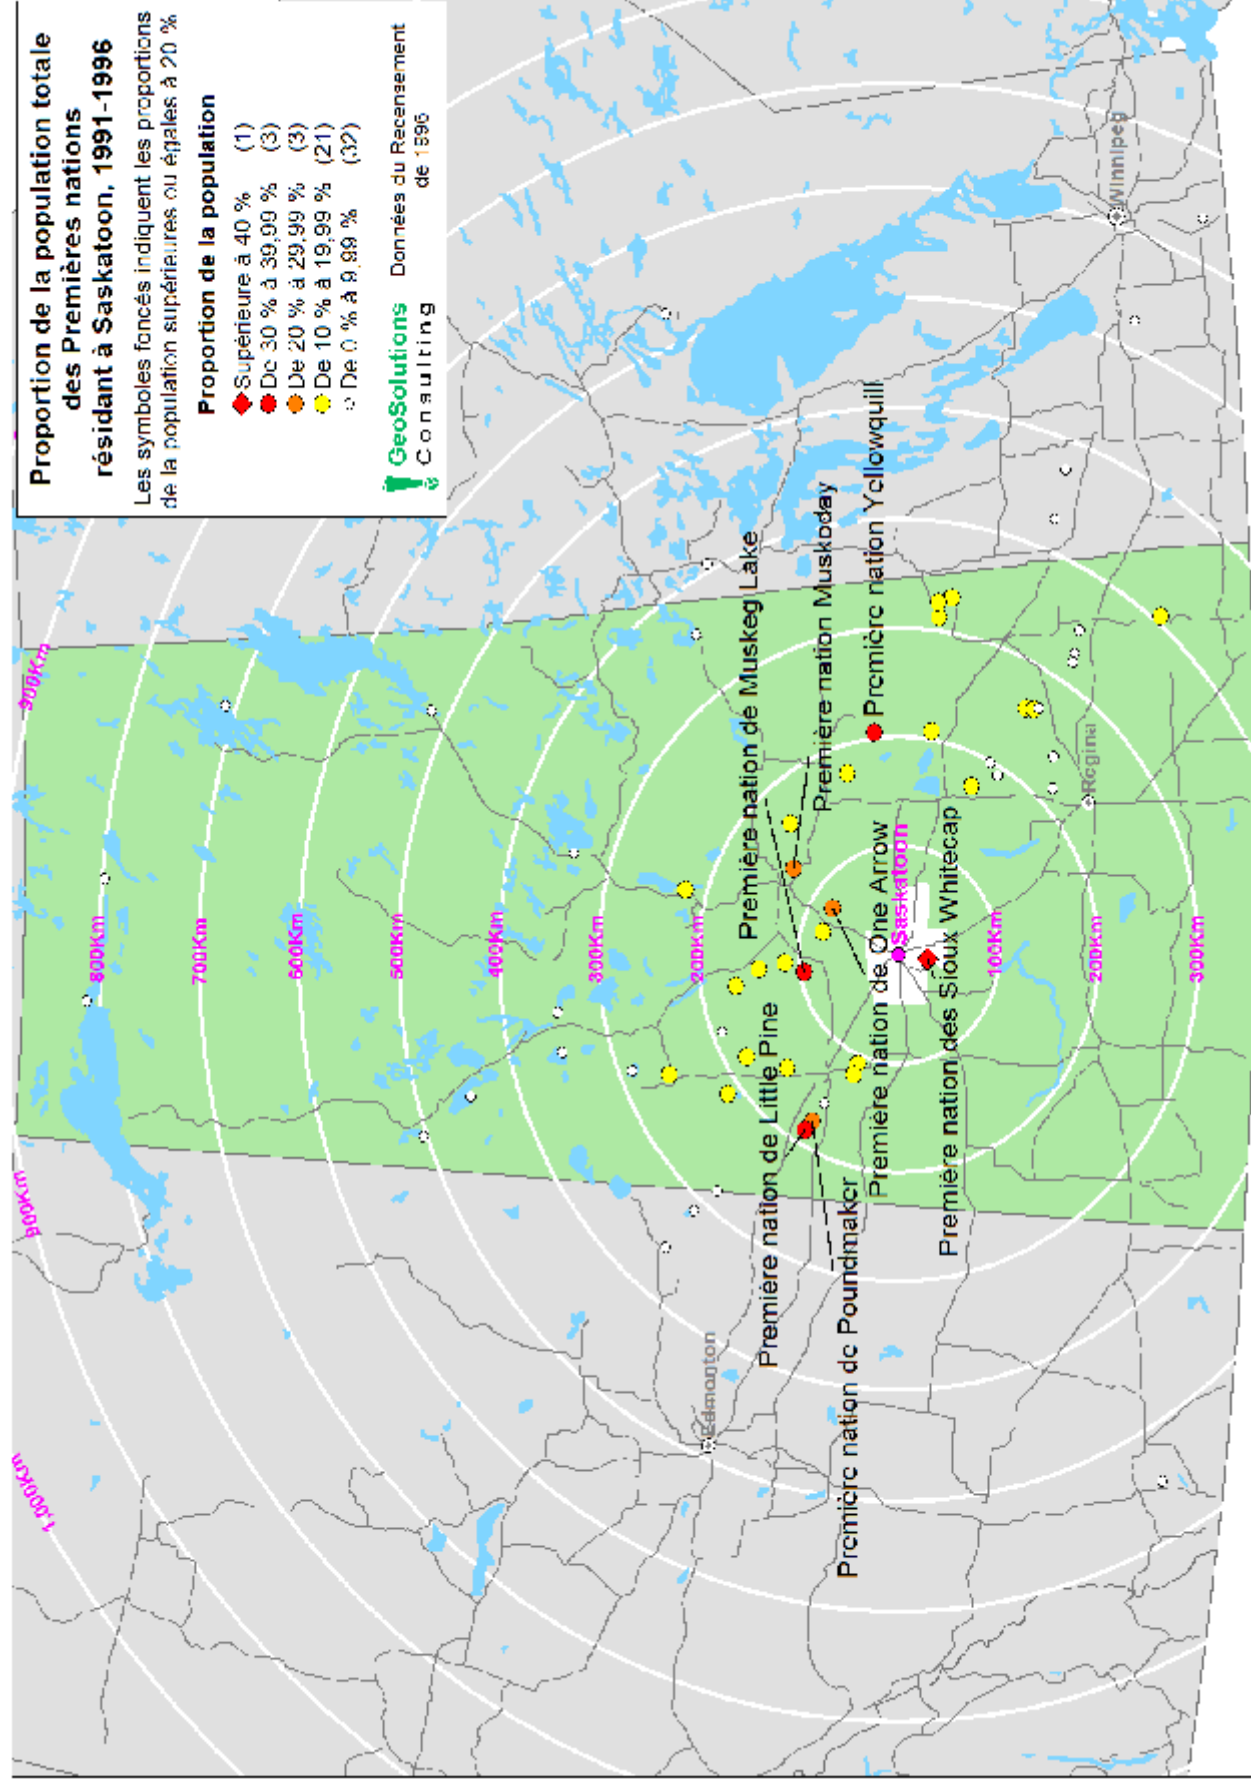 Proportion de la population totale
des Premières nations
résidant à Saskatoon, 1991-1996
Les symboles foncés indiquent les proportions
de la population supérieures ou égales à 20 %
Proportion de la population
Supérieure à 40 % (1)
De 30 % à 39,99 % (3)
De 20 % à 29,99 % (3)
De 10 % à 19,99 % (21)
De 0 % à 9,99 % (32)
GeoSolutions
Consulting
Données du Recensement
de 1996
1,000Km
900Km
900Km
800Km
700Km
600Km
500Km
400Km
300Km
200Km
100Km
200Km
300Km
Edmonton
Saskatoon
Regina
Winnipeg
Première nation de Little Pine
Première nation de Poundmaker
Première nation de Muskeg Lake
Première nation Muskoday
Première nation Yellowquill
Première nation de One Arrow
Première nation des Sioux Whitecap